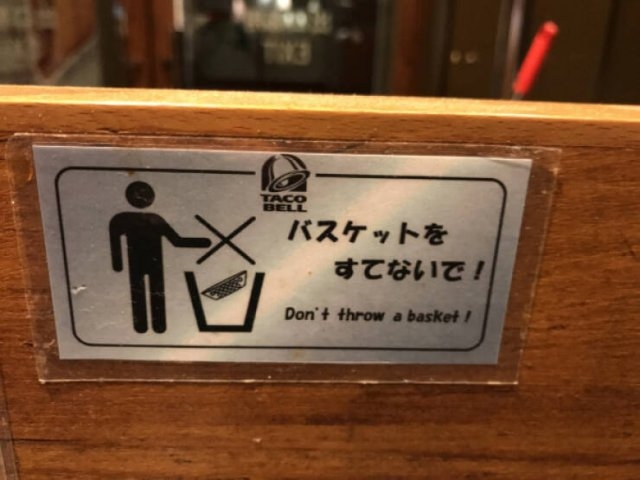 TACO
BELL
バスケットを
すてないで!
Don't throw a basket!